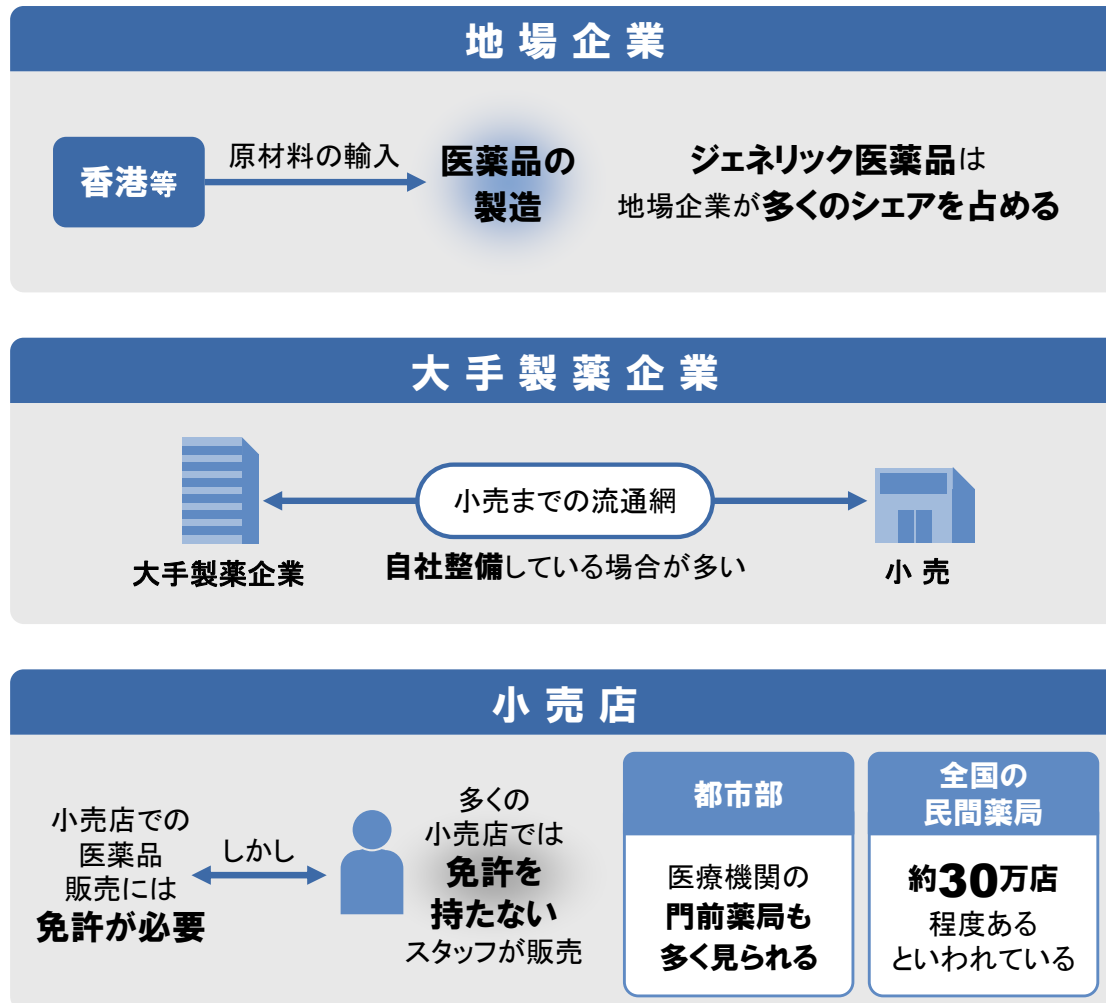 地場企業
香港等
原材料の輸入
医薬品の
製造
ジェネリック医薬品は
地場企業が多くのシェアを占める
大手製薬企業
大手製薬企業
小売までの流通網
自社整備している場合が多い
小売
小売店
小売店での
医薬品
販売には
免許が必要
しかし
多くの
小売店では
免許を
持たない
スタッフが販売
都市部
医療機関の
門前薬局も
多く見られる
全国の
民間薬局
約30万店
程度ある
といわれている